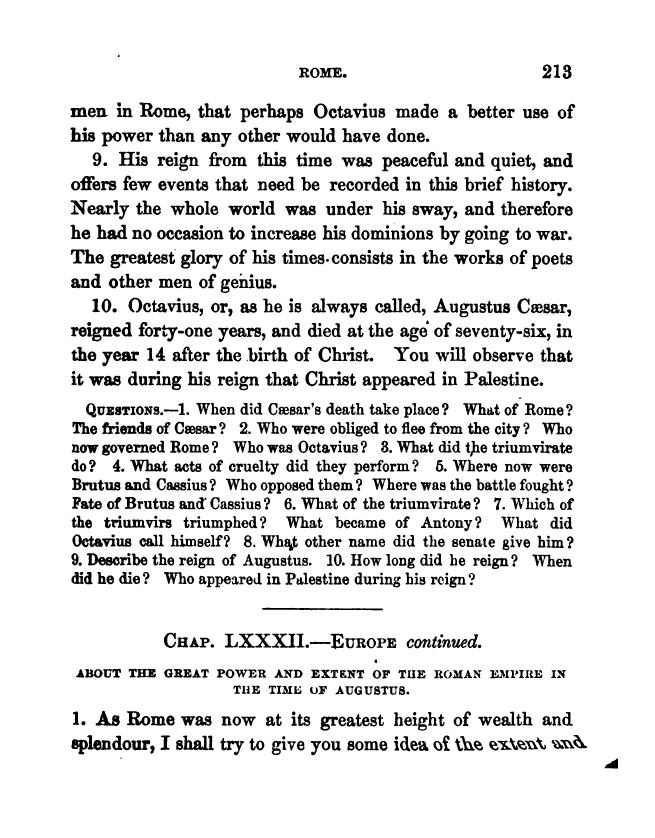 ROME. 213
men in Rome, that perhaps Octavius made a better use of
his power than any other would have done.
9. His reign from this time was peaceful and quiet, and
offers few events that need be recorded in this brief history.
Nearly the whole world was under his sway, and therefore
he had no occasion to increase his dominions by going to war.
The greatest glory of his times consists in the works of poets
and other men of genius.
10. Octavius, or, as he is always called, Augustus Cæsar,
reigned forty-one years, and died at the age of seventy-six, in
the year 14 after the birth of Christ. You will observe that
it was during his reign that Christ appeared in Palestine.
QUESTIONS.—1. When did Cæsar's death take place? What of Rome?
The friends of Cæsar? 2. Who were obliged to flee from the city? Who
now governed Rome? Who was Octavius? 3. What did the triumvirate
do? 4. What acts of cruelty did they perform? 5. Where now were
Brutus and Cassius? Who opposed them? Where was the battle fought?
Fate of Brutus and Cassius? 6. What of the triumvirate? 7. Which of
the triumvirs triumphed? What became of Antony? What did
Octavius call himself? 8. What other name did the senate give him?
9. Describe the reign of Augustus. 10. How long did he reign? When
did he die? Who appeared in Palestine during his reign?
CHAP. LXXXII.—EUROPE continued.
ABOUT THE GREAT POWER AND EXTENT OF THE ROMAN EMPIRE IN
THE TIME OF AUGUSTUS.
1. As Rome was now at its greatest height of wealth and
splendour, I shall try to give you some idea of the extent and